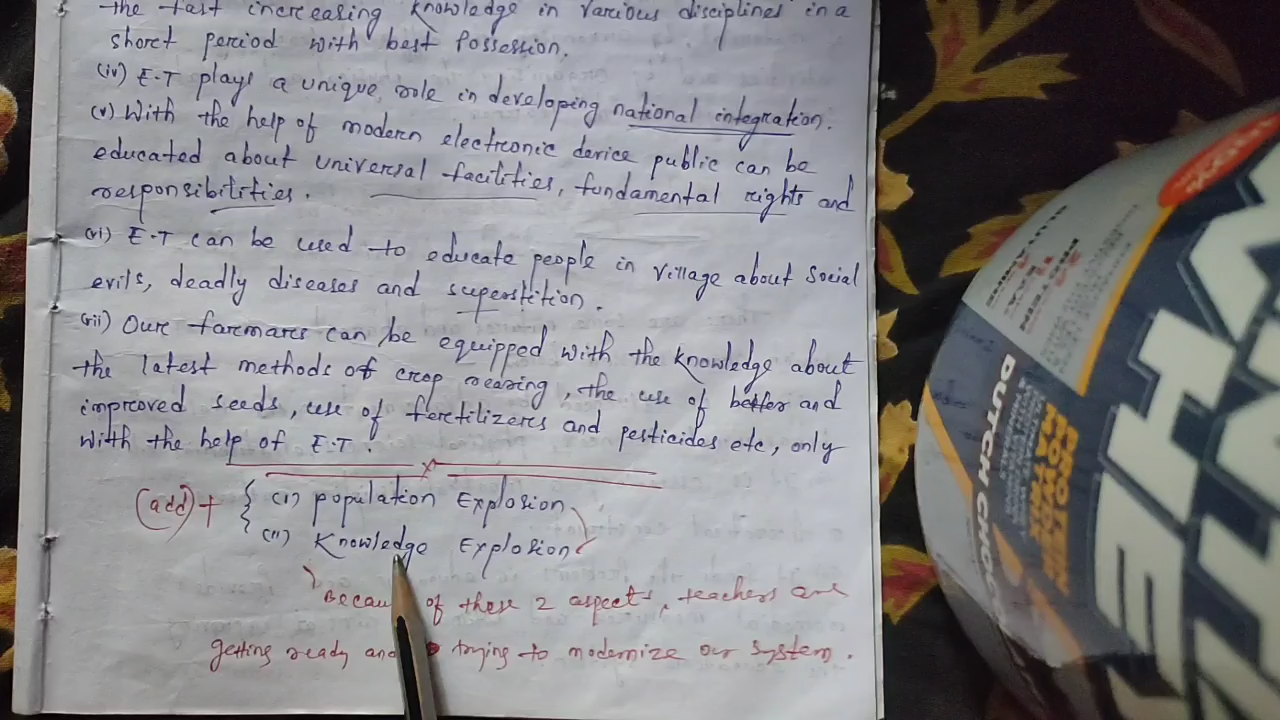 the fast increasing knowledge in various disciplines in a
short period with best possession.
(iv) E.T plays a unique role in developing national integration.
(v) With the help of modern electronic device public can be
educated about universal facilities, fundamental rights and
responsibilities.
(vi) E.T can be used to educate people in village about social
evils, deadly diseases and superstition.
(vii) Our farmars can be equipped with the knowledge about
the latest methods of crop rearing, the use of better and
improved seeds, use of fertilizers and pesticides etc, only
with the help of E.T.
(add) + { (i) population Explosion
(ii) Knowledge Explosion
of these 2 aspects, teachers are
getting ready and trying to modernize our system.
WHE
DUTCH CHOC